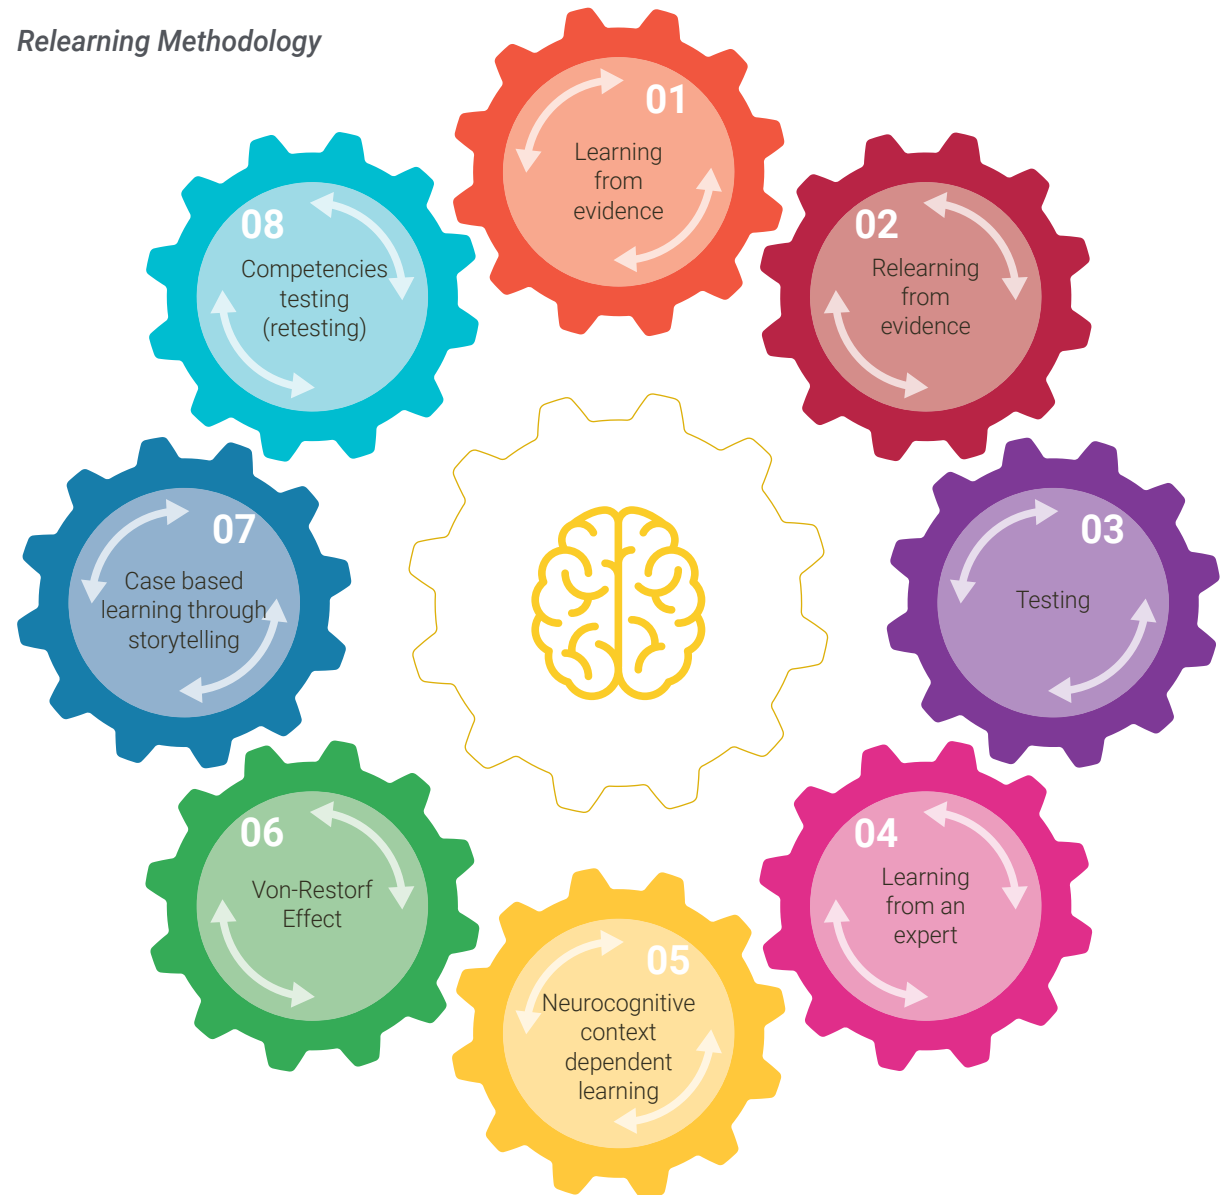 Relearning Methodology
01
Learning
from
evidence
02
Relearning
from
evidence
03
Testing
04
Learning
from an
expert
05
Neurocognitive
context
dependent
learning
06
Von-Restorf
Effect
07
Case based
learning through
storytelling
08
Competencies
testing
(retesting)